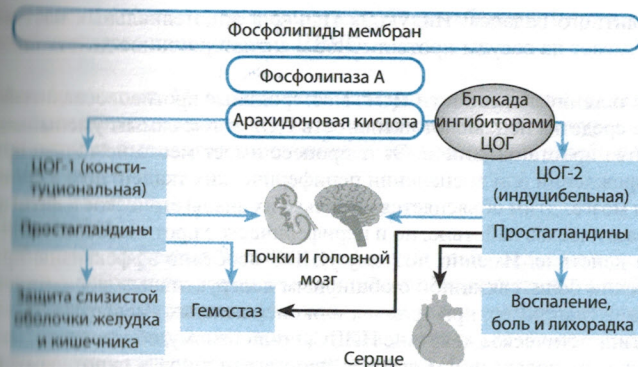 Фосфолипиды мембран
Фосфолипаза А
Арахидоновая кислота
Блокада
ингибиторами
ЦОГ
ЦОГ-1 (консти-
туциональная)
ЦОГ-2
(индуцибельная)
Простагландины
Простагландины
Почки и головной
мозг
Защита слизистой
оболочки желудка
и кишечника
Гемостаз
Воспаление,
боль и лихорадка
Сердце